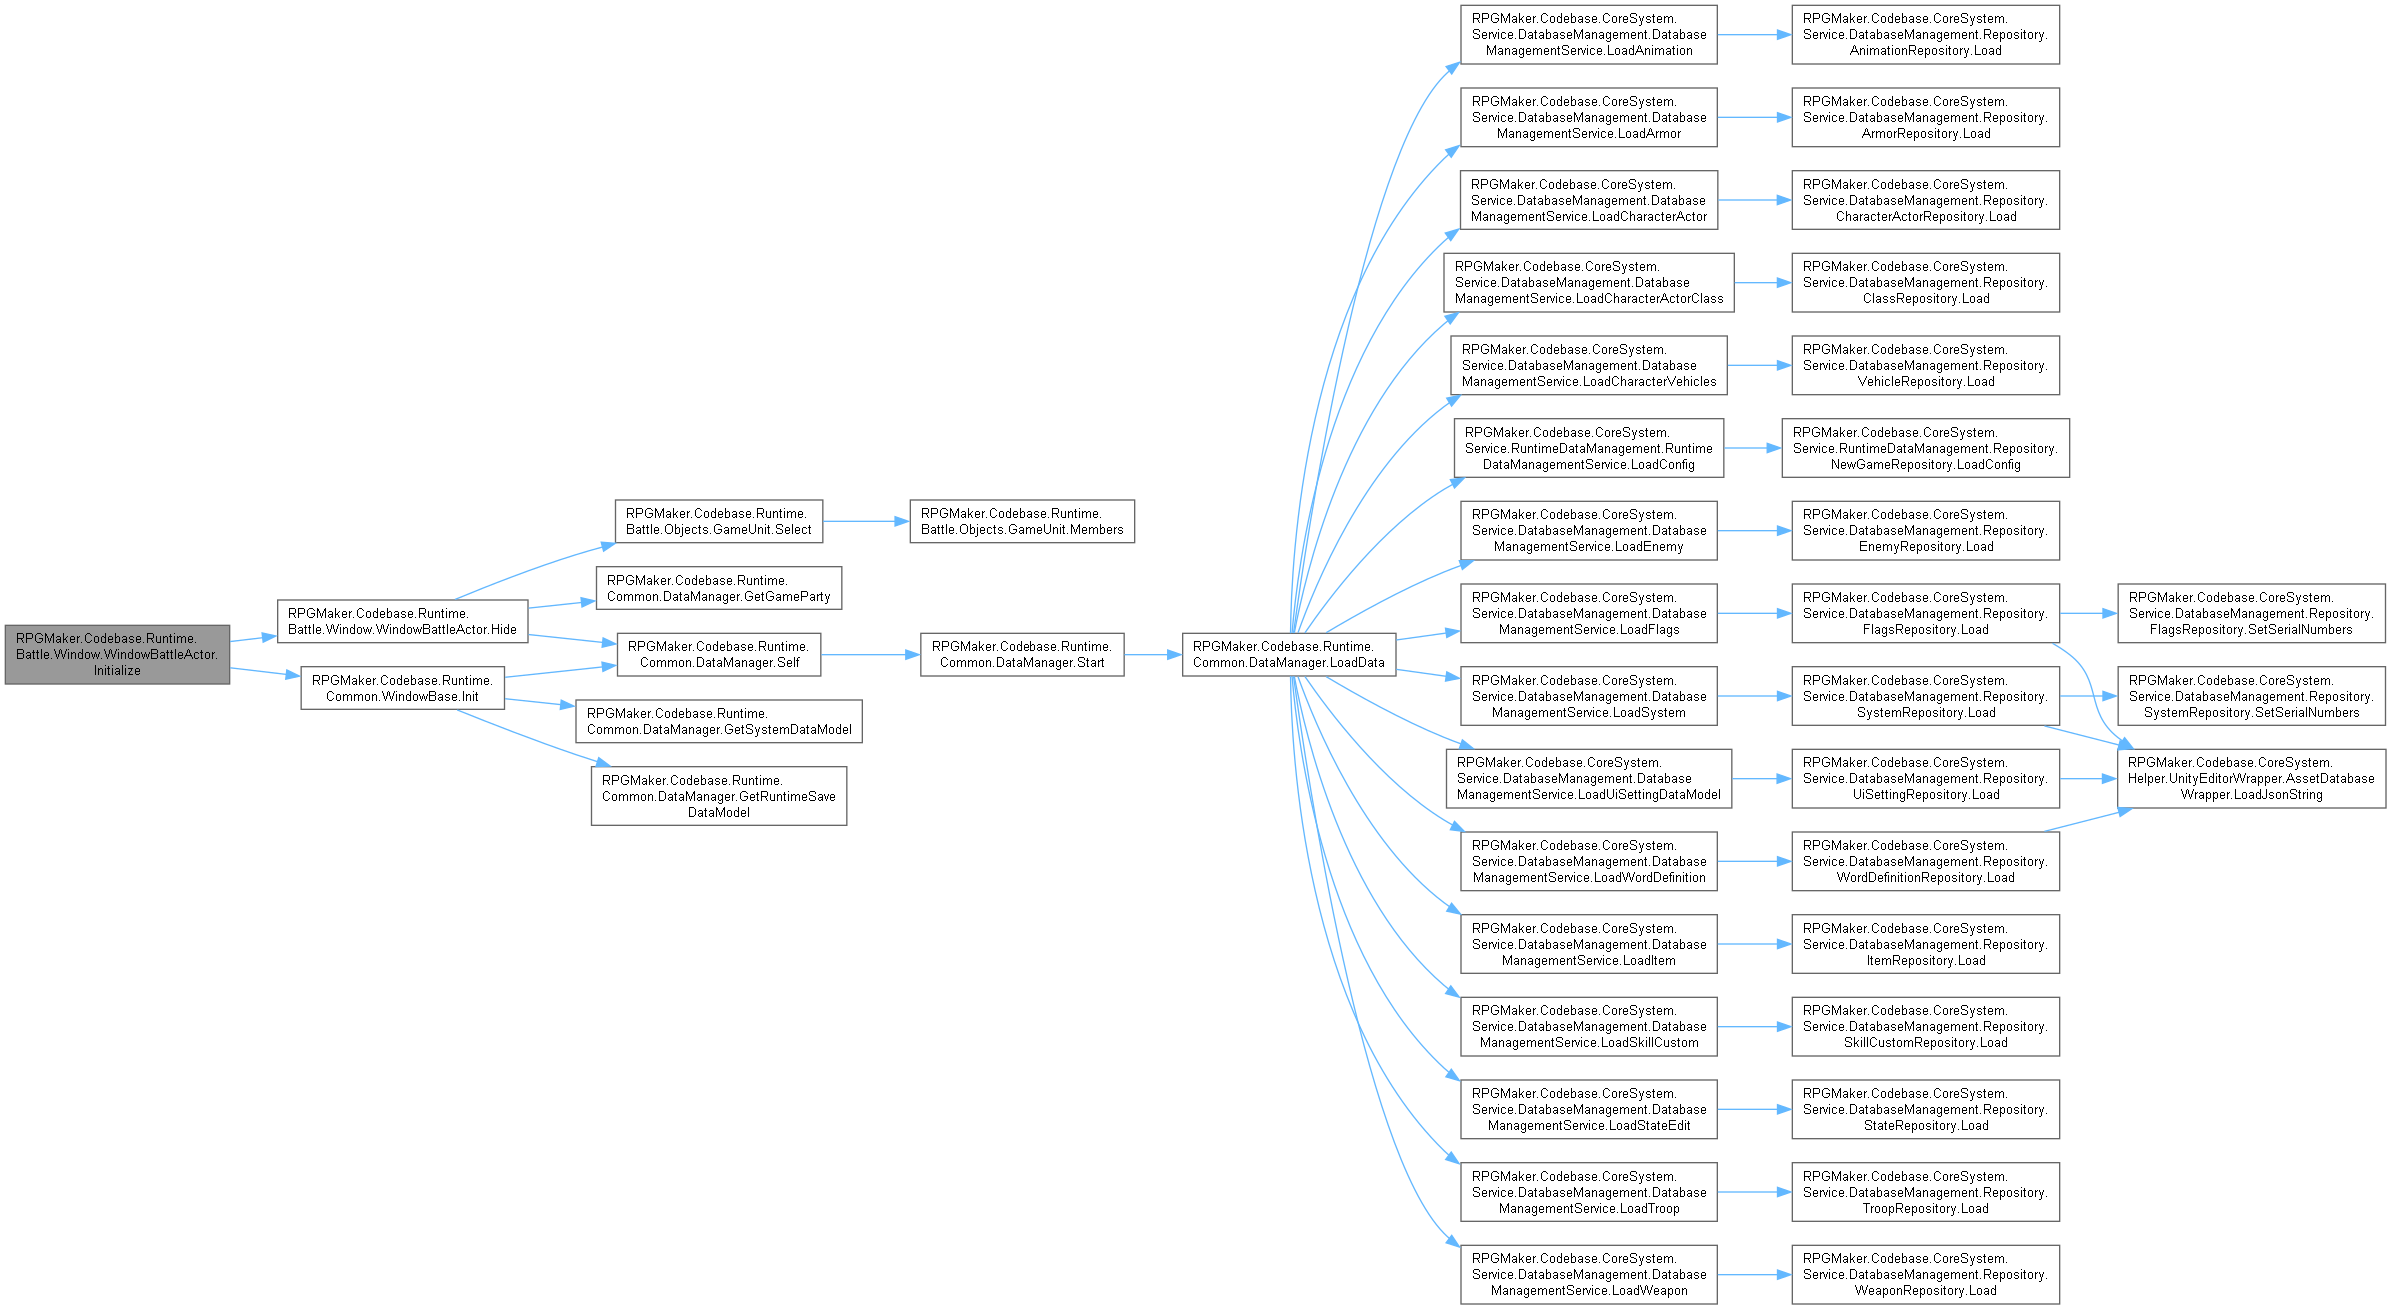 RPGMaker.Codebase.Runtime.
Battle.Window.WindowBattleActor.
Initialize
RPGMaker.Codebase.Runtime.
Battle.Window.WindowBattleActor.Hide
RPGMaker.Codebase.Runtime.
Common.WindowBase.Init
RPGMaker.Codebase.Runtime.
Battle.Objects.GameUnit.Select
RPGMaker.Codebase.Runtime.
Common.DataManager.GetGameParty
RPGMaker.Codebase.Runtime.
Common.DataManager.Self
RPGMaker.Codebase.Runtime.
Common.DataManager.GetSystemDataModel
RPGMaker.Codebase.Runtime.
Common.DataManager.GetRuntimeSave
DataModel
RPGMaker.Codebase.Runtime.
Battle.Objects.GameUnit.Members
RPGMaker.Codebase.Runtime.
Common.DataManager.Start
RPGMaker.Codebase.Runtime.
Common.DataManager.LoadData
RPGMaker.Codebase.CoreSystem.
Service.DatabaseManagement.Database
ManagementService.LoadAnimation
RPGMaker.Codebase.CoreSystem.
Service.DatabaseManagement.Database
ManagementService.LoadArmor
RPGMaker.Codebase.CoreSystem.
Service.DatabaseManagement.Database
ManagementService.LoadCharacterActor
RPGMaker.Codebase.CoreSystem.
Service.DatabaseManagement.Database
ManagementService.LoadCharacterActorClass
RPGMaker.Codebase.CoreSystem.
Service.DatabaseManagement.Database
ManagementService.LoadCharacterVehicles
RPGMaker.Codebase.CoreSystem.
Service.RuntimeDataManagement.Runtime
DataManagementService.LoadConfig
RPGMaker.Codebase.CoreSystem.
Service.DatabaseManagement.Database
ManagementService.LoadEnemy
RPGMaker.Codebase.CoreSystem.
Service.DatabaseManagement.Database
ManagementService.LoadFlags
RPGMaker.Codebase.CoreSystem.
Service.DatabaseManagement.Database
ManagementService.LoadSystem
RPGMaker.Codebase.CoreSystem.
Service.DatabaseManagement.Database
ManagementService.LoadUiSettingDataModel
RPGMaker.Codebase.CoreSystem.
Service.DatabaseManagement.Database
ManagementService.LoadWordDefinition
RPGMaker.Codebase.CoreSystem.
Service.DatabaseManagement.Database
ManagementService.LoadItem
RPGMaker.Codebase.CoreSystem.
Service.DatabaseManagement.Database
ManagementService.LoadSkillCustom
RPGMaker.Codebase.CoreSystem.
Service.DatabaseManagement.Database
ManagementService.LoadStateEdit
RPGMaker.Codebase.CoreSystem.
Service.DatabaseManagement.Database
ManagementService.LoadTroop
RPGMaker.Codebase.CoreSystem.
Service.DatabaseManagement.Database
ManagementService.LoadWeapon
RPGMaker.Codebase.CoreSystem.
Service.DatabaseManagement.Repository.
AnimationRepository.Load
RPGMaker.Codebase.CoreSystem.
Service.DatabaseManagement.Repository.
ArmorRepository.Load
RPGMaker.Codebase.CoreSystem.
Service.DatabaseManagement.Repository.
CharacterActorRepository.Load
RPGMaker.Codebase.CoreSystem.
Service.DatabaseManagement.Repository.
ClassRepository.Load
RPGMaker.Codebase.CoreSystem.
Service.DatabaseManagement.Repository.
VehicleRepository.Load
RPGMaker.Codebase.CoreSystem.
Service.RuntimeDataManagement.Repository.
NewGameRepository.LoadConfig
RPGMaker.Codebase.CoreSystem.
Service.DatabaseManagement.Repository.
EnemyRepository.Load
RPGMaker.Codebase.CoreSystem.
Service.DatabaseManagement.Repository.
FlagsRepository.Load
RPGMaker.Codebase.CoreSystem.
Service.DatabaseManagement.Repository.
SystemRepository.Load
RPGMaker.Codebase.CoreSystem.
Service.DatabaseManagement.Repository.
UiSettingRepository.Load
RPGMaker.Codebase.CoreSystem.
Service.DatabaseManagement.Repository.
WordDefinitionRepository.Load
RPGMaker.Codebase.CoreSystem.
Service.DatabaseManagement.Repository.
ItemRepository.Load
RPGMaker.Codebase.CoreSystem.
Service.DatabaseManagement.Repository.
SkillCustomRepository.Load
RPGMaker.Codebase.CoreSystem.
Service.DatabaseManagement.Repository.
StateRepository.Load
RPGMaker.Codebase.CoreSystem.
Service.DatabaseManagement.Repository.
TroopRepository.Load
RPGMaker.Codebase.CoreSystem.
Service.DatabaseManagement.Repository.
WeaponRepository.Load
RPGMaker.Codebase.CoreSystem.
Service.DatabaseManagement.Repository.
FlagsRepository.SetSerialNumbers
RPGMaker.Codebase.CoreSystem.
Service.DatabaseManagement.Repository.
SystemRepository.SetSerialNumbers
RPGMaker.Codebase.CoreSystem.
Helper.UnityEditorWrapper.AssetDatabase
Wrapper.LoadJsonString